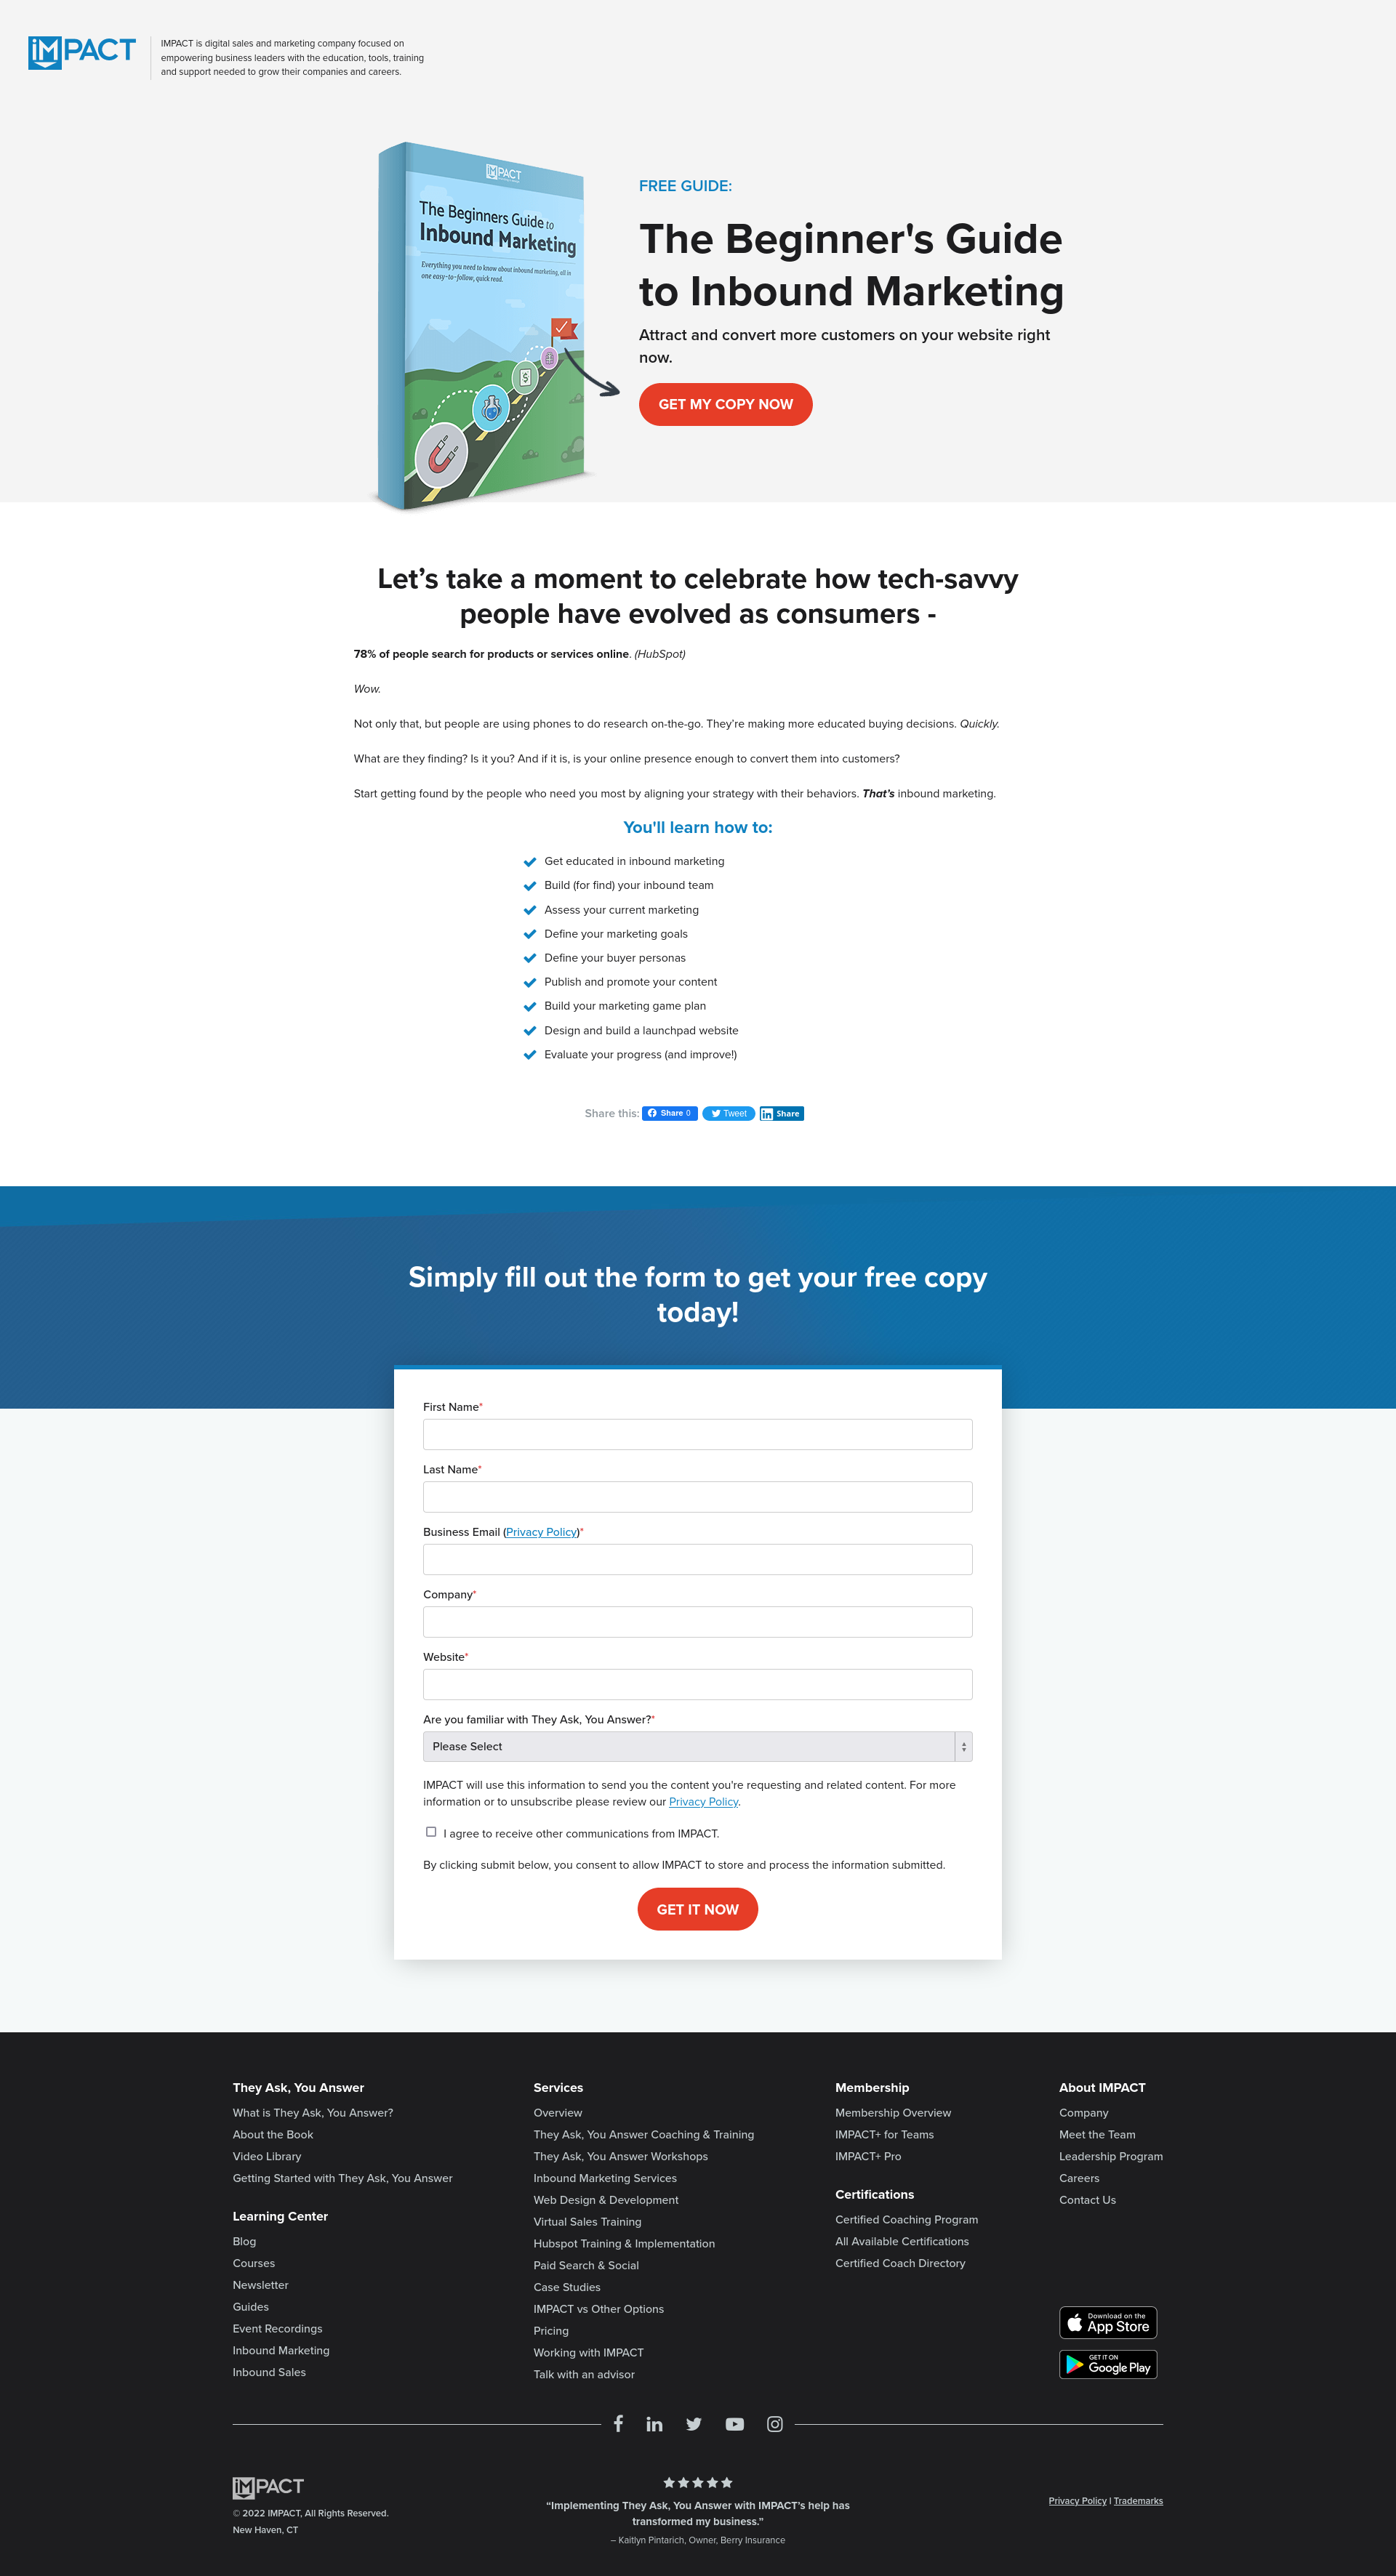 IMPACT
IMPACT is digital sales and marketing company focused on
empowering business leaders with the education, tools, training
and support needed to grow their companies and careers.
IMPACT
The Beginners Guide to
Inbound Marketing
Everything you need to know about inbound marketing, all in
one easy-to-follow, quick read.
FREE GUIDE:
The Beginner's Guide
to Inbound Marketing
Attract and convert more customers on your website right
now.
GET MY COPY NOW
Let’s take a moment to celebrate how tech-savvy
people have evolved as consumers -
78% of people search for products or services online. (HubSpot)
Wow.
Not only that, but people are using phones to do research on-the-go. They’re making more educated buying decisions. Quickly.
What are they finding? Is it you? And if it is, is your online presence enough to convert them into customers?
Start getting found by the people who need you most by aligning your strategy with their behaviors. That’s inbound marketing.
You'll learn how to:
Get educated in inbound marketing
Build (for find) your inbound team
Assess your current marketing
Define your marketing goals
Define your buyer personas
Publish and promote your content
Build your marketing game plan
Design and build a launchpad website
Evaluate your progress (and improve!)
Share this: Share 0 Tweet in Share
Simply fill out the form to get your free copy
today!
First Name*
Last Name*
Business Email (Privacy Policy)*
Company*
Website*
Are you familiar with They Ask, You Answer?*
Please Select
IMPACT will use this information to send you the content you're requesting and related content. For more
information or to unsubscribe please review our Privacy Policy.
I agree to receive other communications from IMPACT.
By clicking submit below, you consent to allow IMPACT to store and process the information submitted.
GET IT NOW
They Ask, You Answer
What is They Ask, You Answer?
About the Book
Video Library
Getting Started with They Ask, You Answer
Learning Center
Blog
Courses
Newsletter
Guides
Event Recordings
Inbound Marketing
Inbound Sales
Services
Overview
They Ask, You Answer Coaching & Training
They Ask, You Answer Workshops
Inbound Marketing Services
Web Design & Development
Virtual Sales Training
Hubspot Training & Implementation
Paid Search & Social
Case Studies
IMPACT vs Other Options
Pricing
Working with IMPACT
Talk with an advisor
Membership
Membership Overview
IMPACT+ for Teams
IMPACT+ Pro
Certifications
Certified Coaching Program
All Available Certifications
Certified Coach Directory
About IMPACT
Company
Meet the Team
Leadership Program
Careers
Contact Us
Download on the
App Store
GET IT ON
Google Play
IMPACT
© 2022 IMPACT, All Rights Reserved.
New Haven, CT
“Implementing They Ask, You Answer with IMPACT’s help has
transformed my business.”
– Kaitlyn Pintarich, Owner, Berry Insurance
Privacy Policy | Trademarks